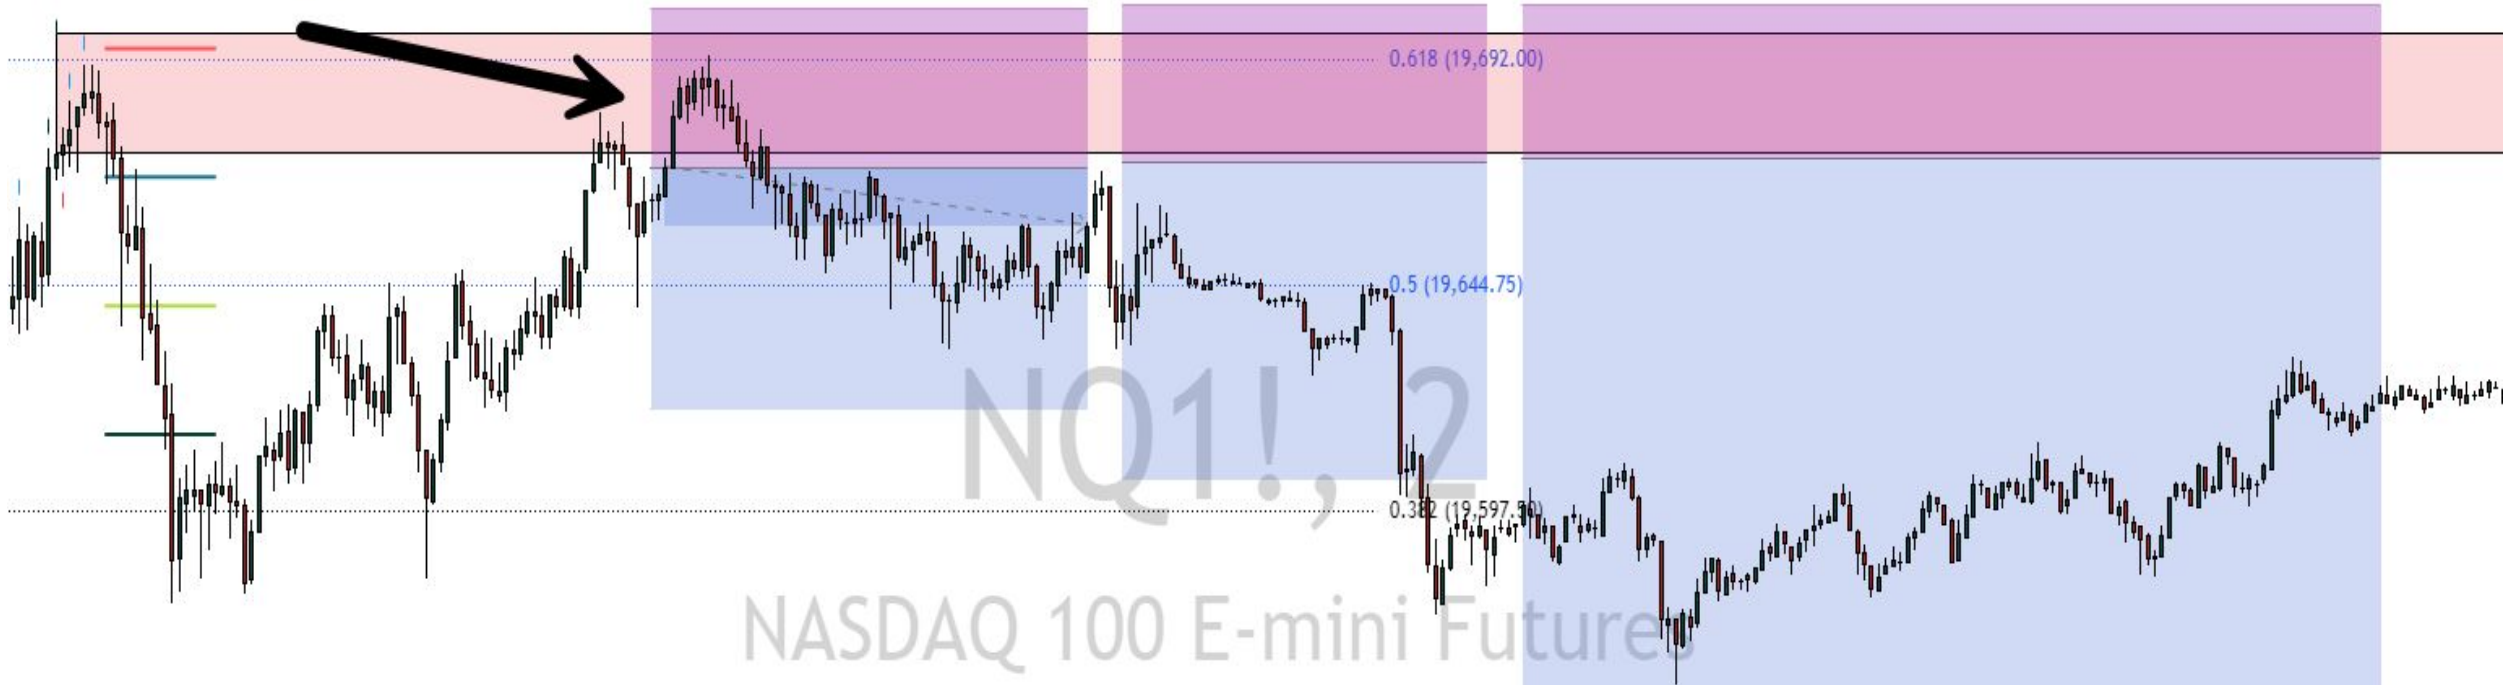 0.618 (19,692.00)
0.5 (19,644.75)
NQ1!, 2
0.382 (19,597.50)
NASDAQ 100 E-mini Futures